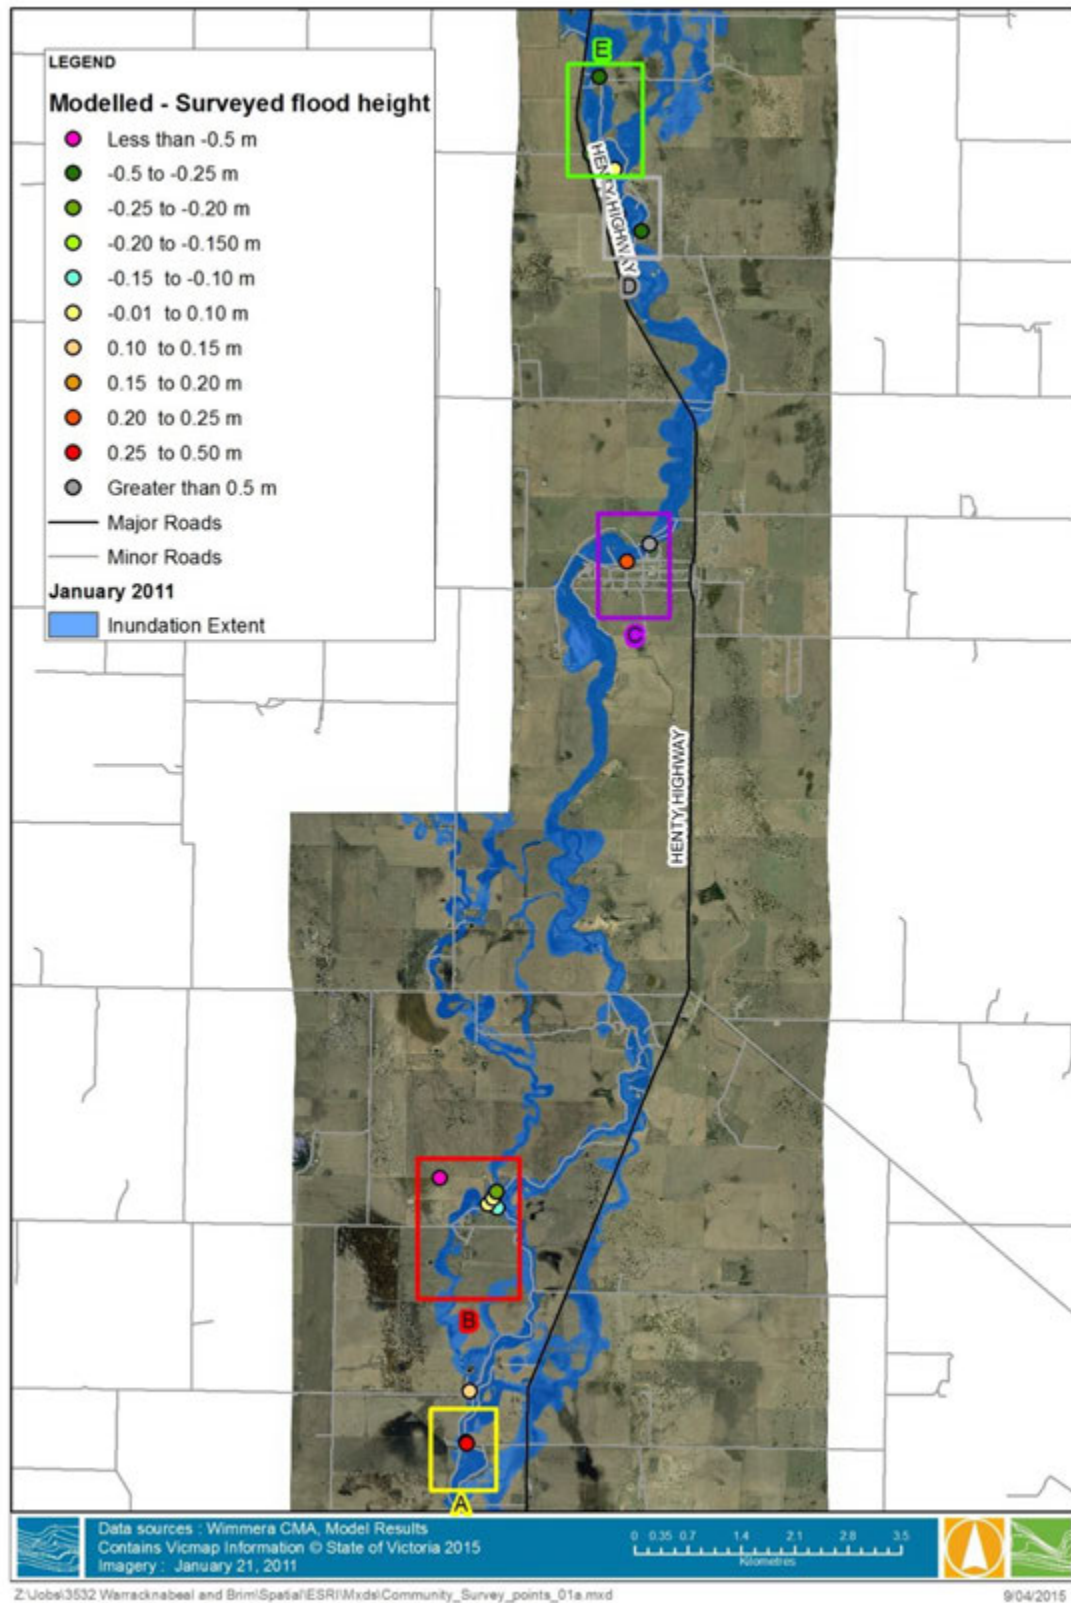 LEGEND
Modelled - Surveyed flood height
Less than -0.5 m
-0.5 to -0.25 m
-0.25 to -0.20 m
-0.20 to -0.150 m
-0.15 to -0.10 m
-0.01 to 0.10 m
0.10 to 0.15 m
0.15 to 0.20 m
0.20 to 0.25 m
0.25 to 0.50 m
Greater than 0.5 m
Major Roads
Minor Roads
January 2011
Inundation Extent
E
HENTY HIGHWAY
D
C
HENTY HIGHWAY
B
A
Data sources : Wimmera CMA, Model Results
Contains Vicmap Information © State of Victoria 2015
Imagery : January 21, 2011
0 0.35 0.7 1.4 2.1 2.8 3.5
Kilometres
Z:\Jobs\3532 Warracknabeal and Brim\Spatial\ESRI\Mxds\Community_Survey_points_01a.mxd
9/04/2015